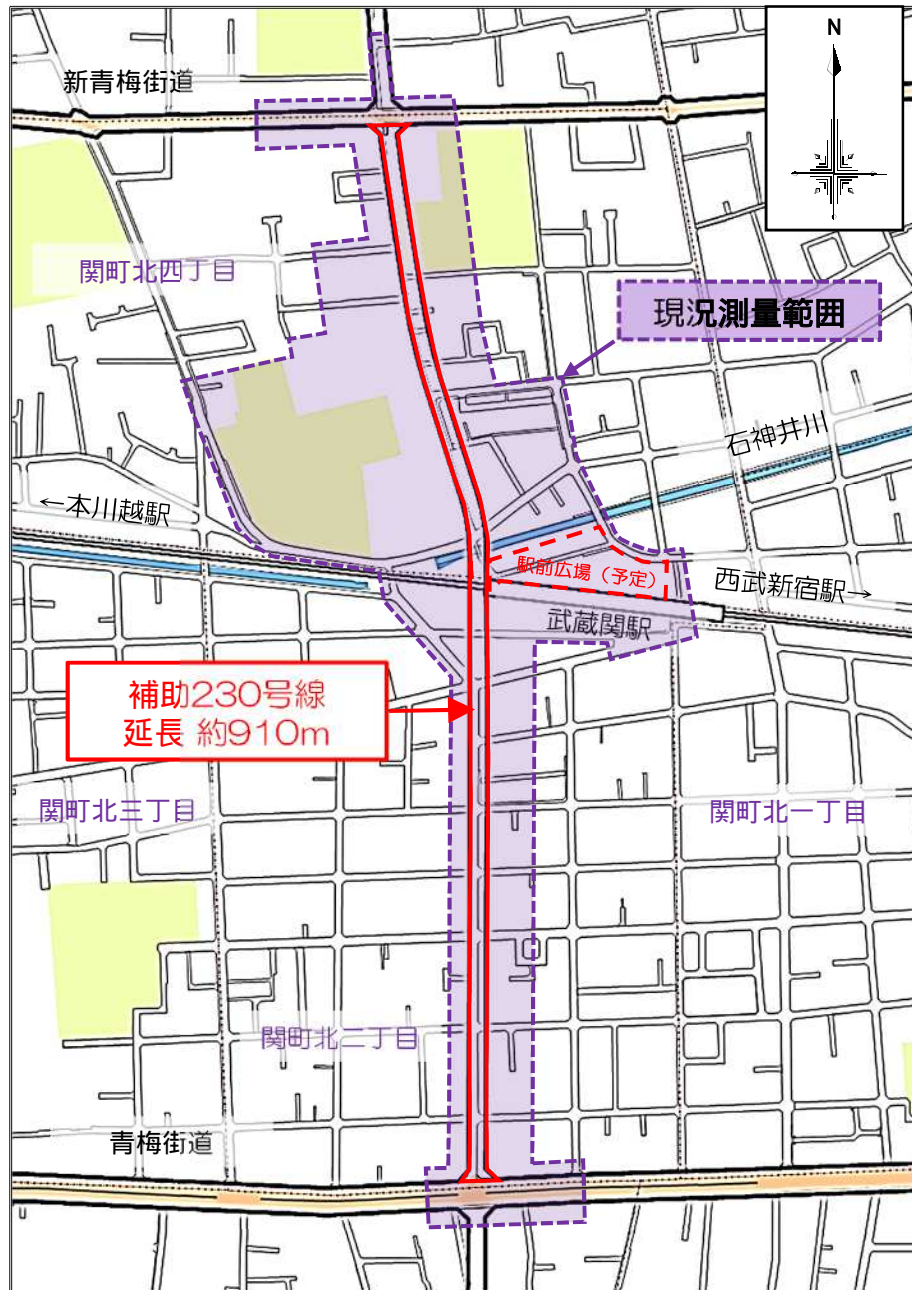 N
新青梅街道
関町北四丁目
現況測量範囲
石神井川
←本川越駅
駅前広場（予定）
西武新宿駅→
武蔵関駅
補助230号線
延長 約910m
関町北三丁目
関町北一丁目
関町北二丁目
青梅街道